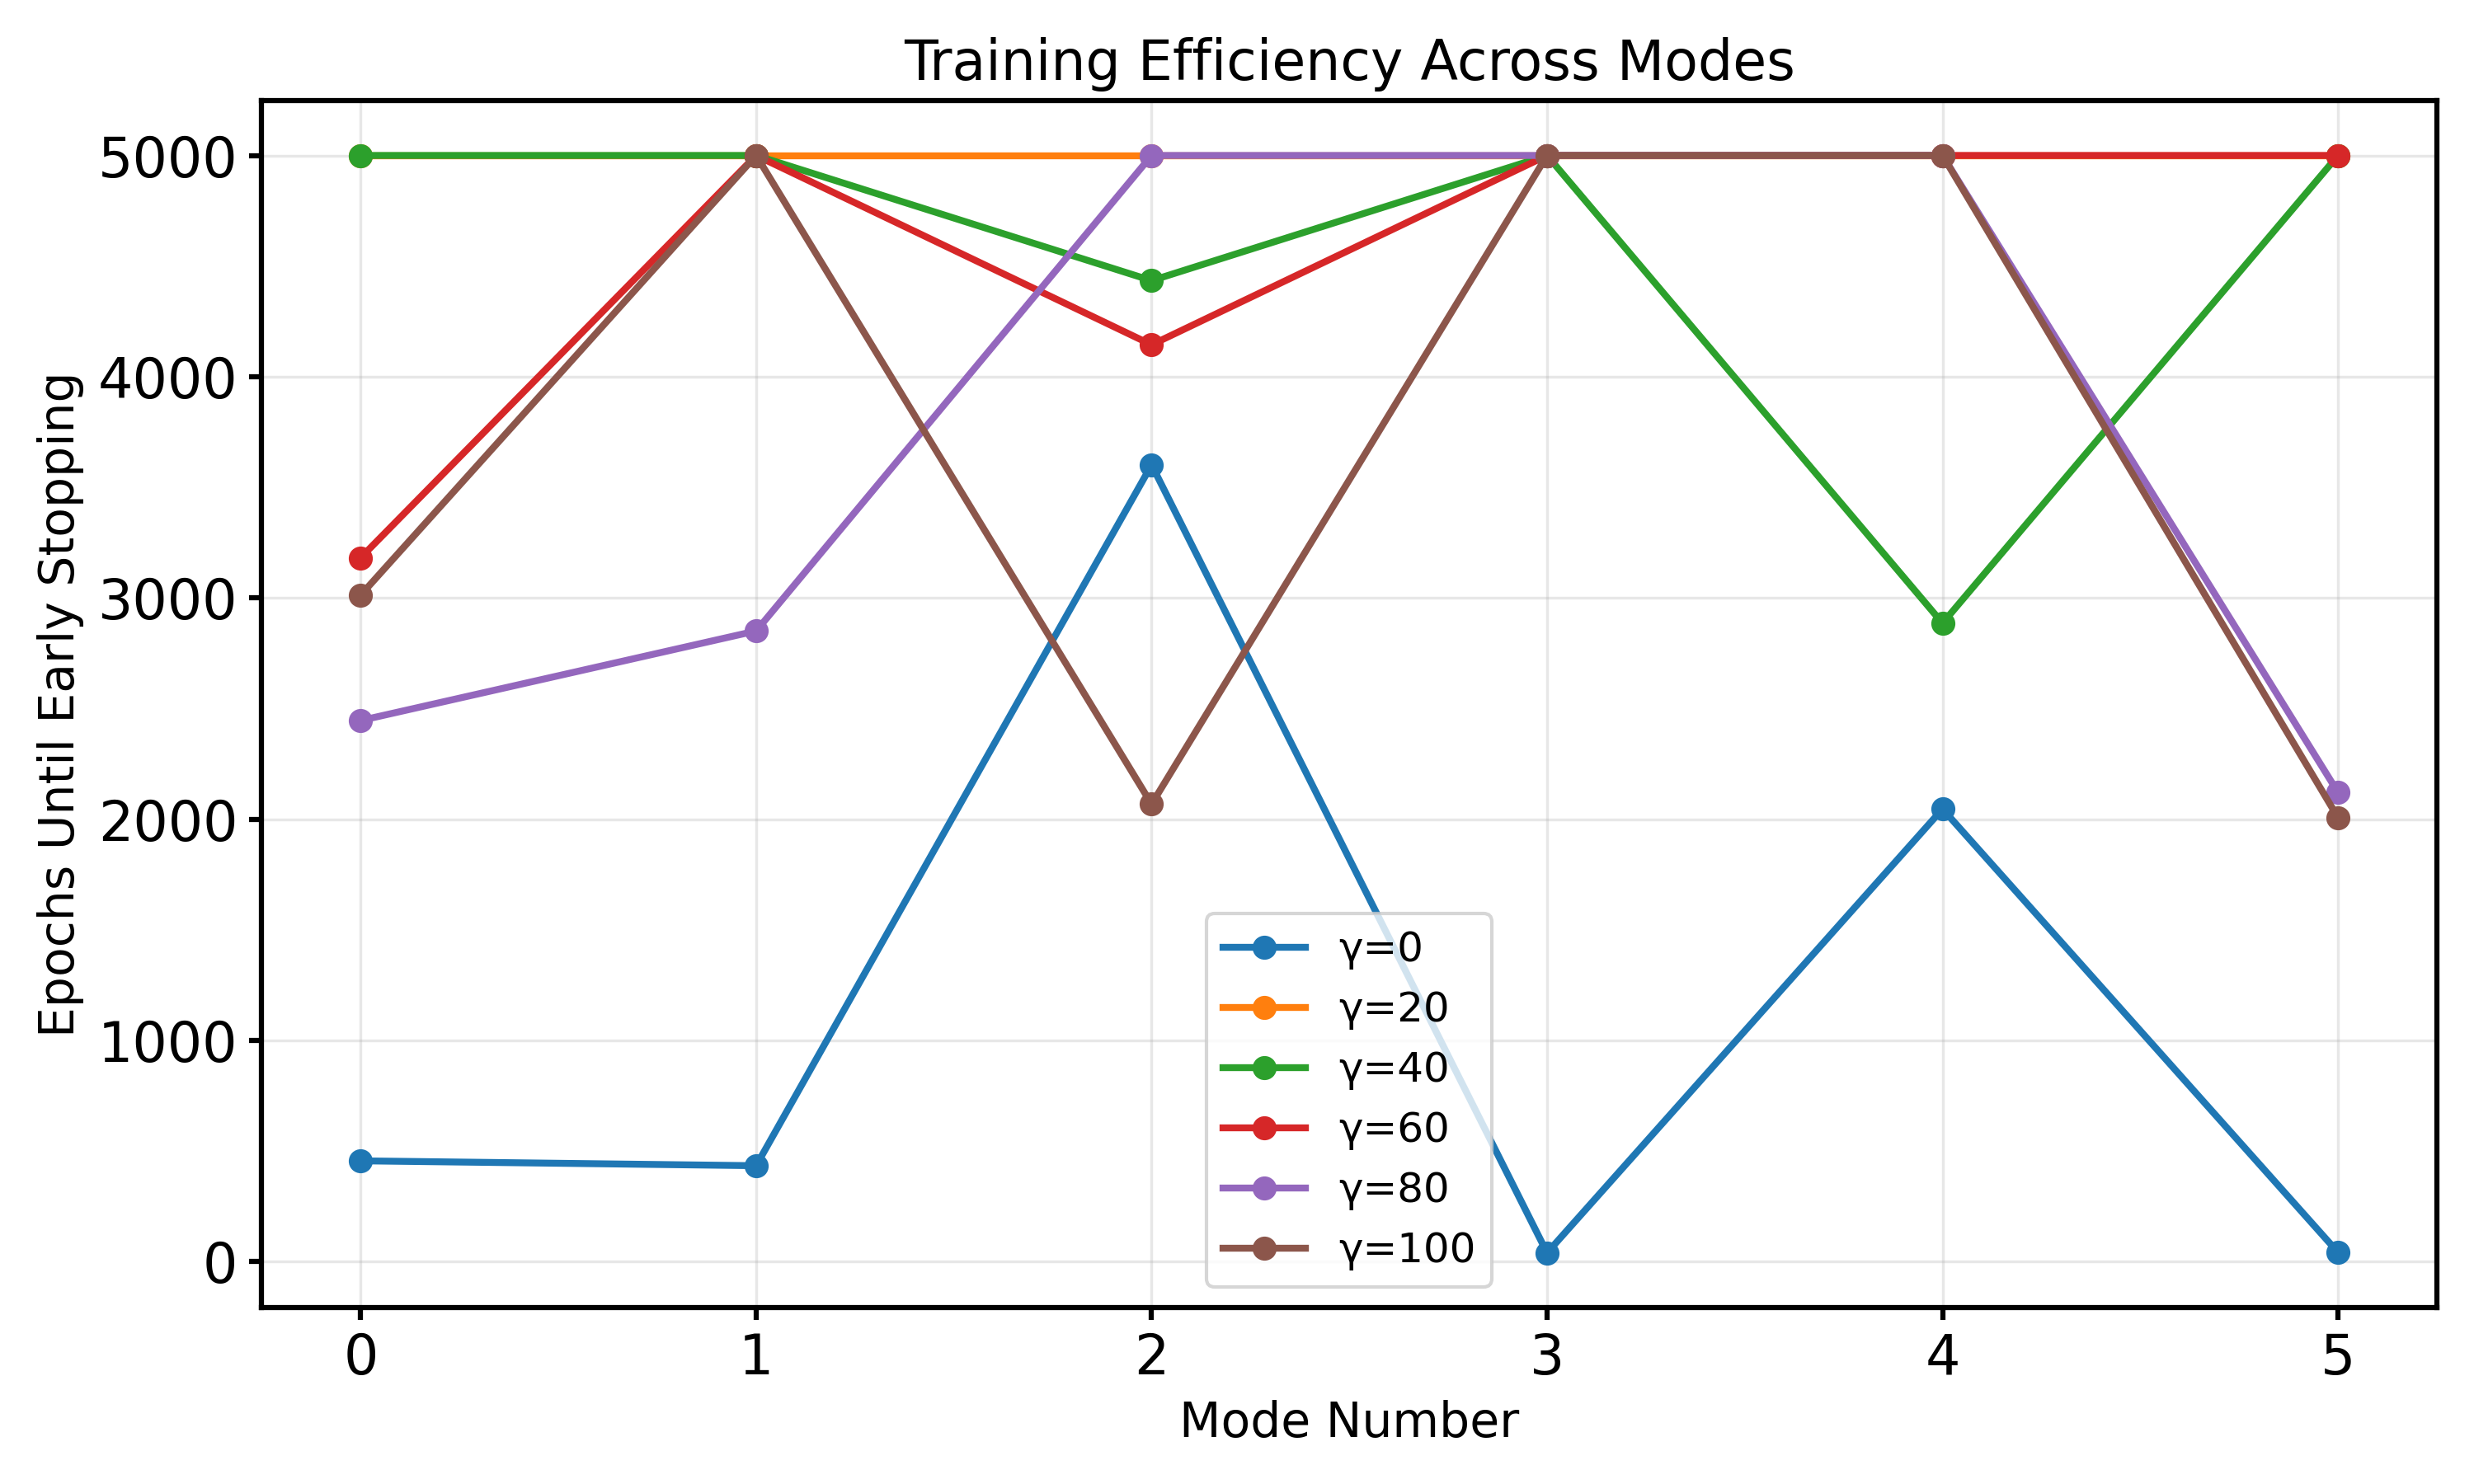 Training Efficiency Across Modes
Epochs Until Early Stopping
5000
4000
3000
2000
1000
0
γ=0
γ=20
γ=40
γ=60
γ=80
γ=100
0 1 2 3 4 5
Mode Number